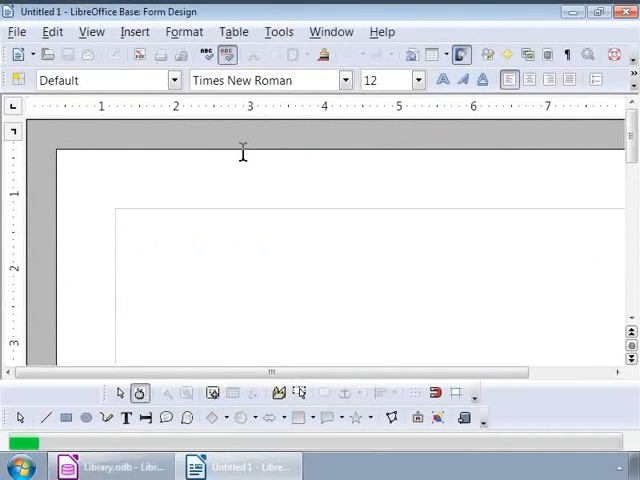 Untitled 1 - LibreOffice Base: Form Design
File Edit View Insert Format Table Tools Window Help
Default Times New Roman 12
1 2 3 4 5 6 7
1
2
3
Library.odb - Libr... Untitled 1 - Libre...